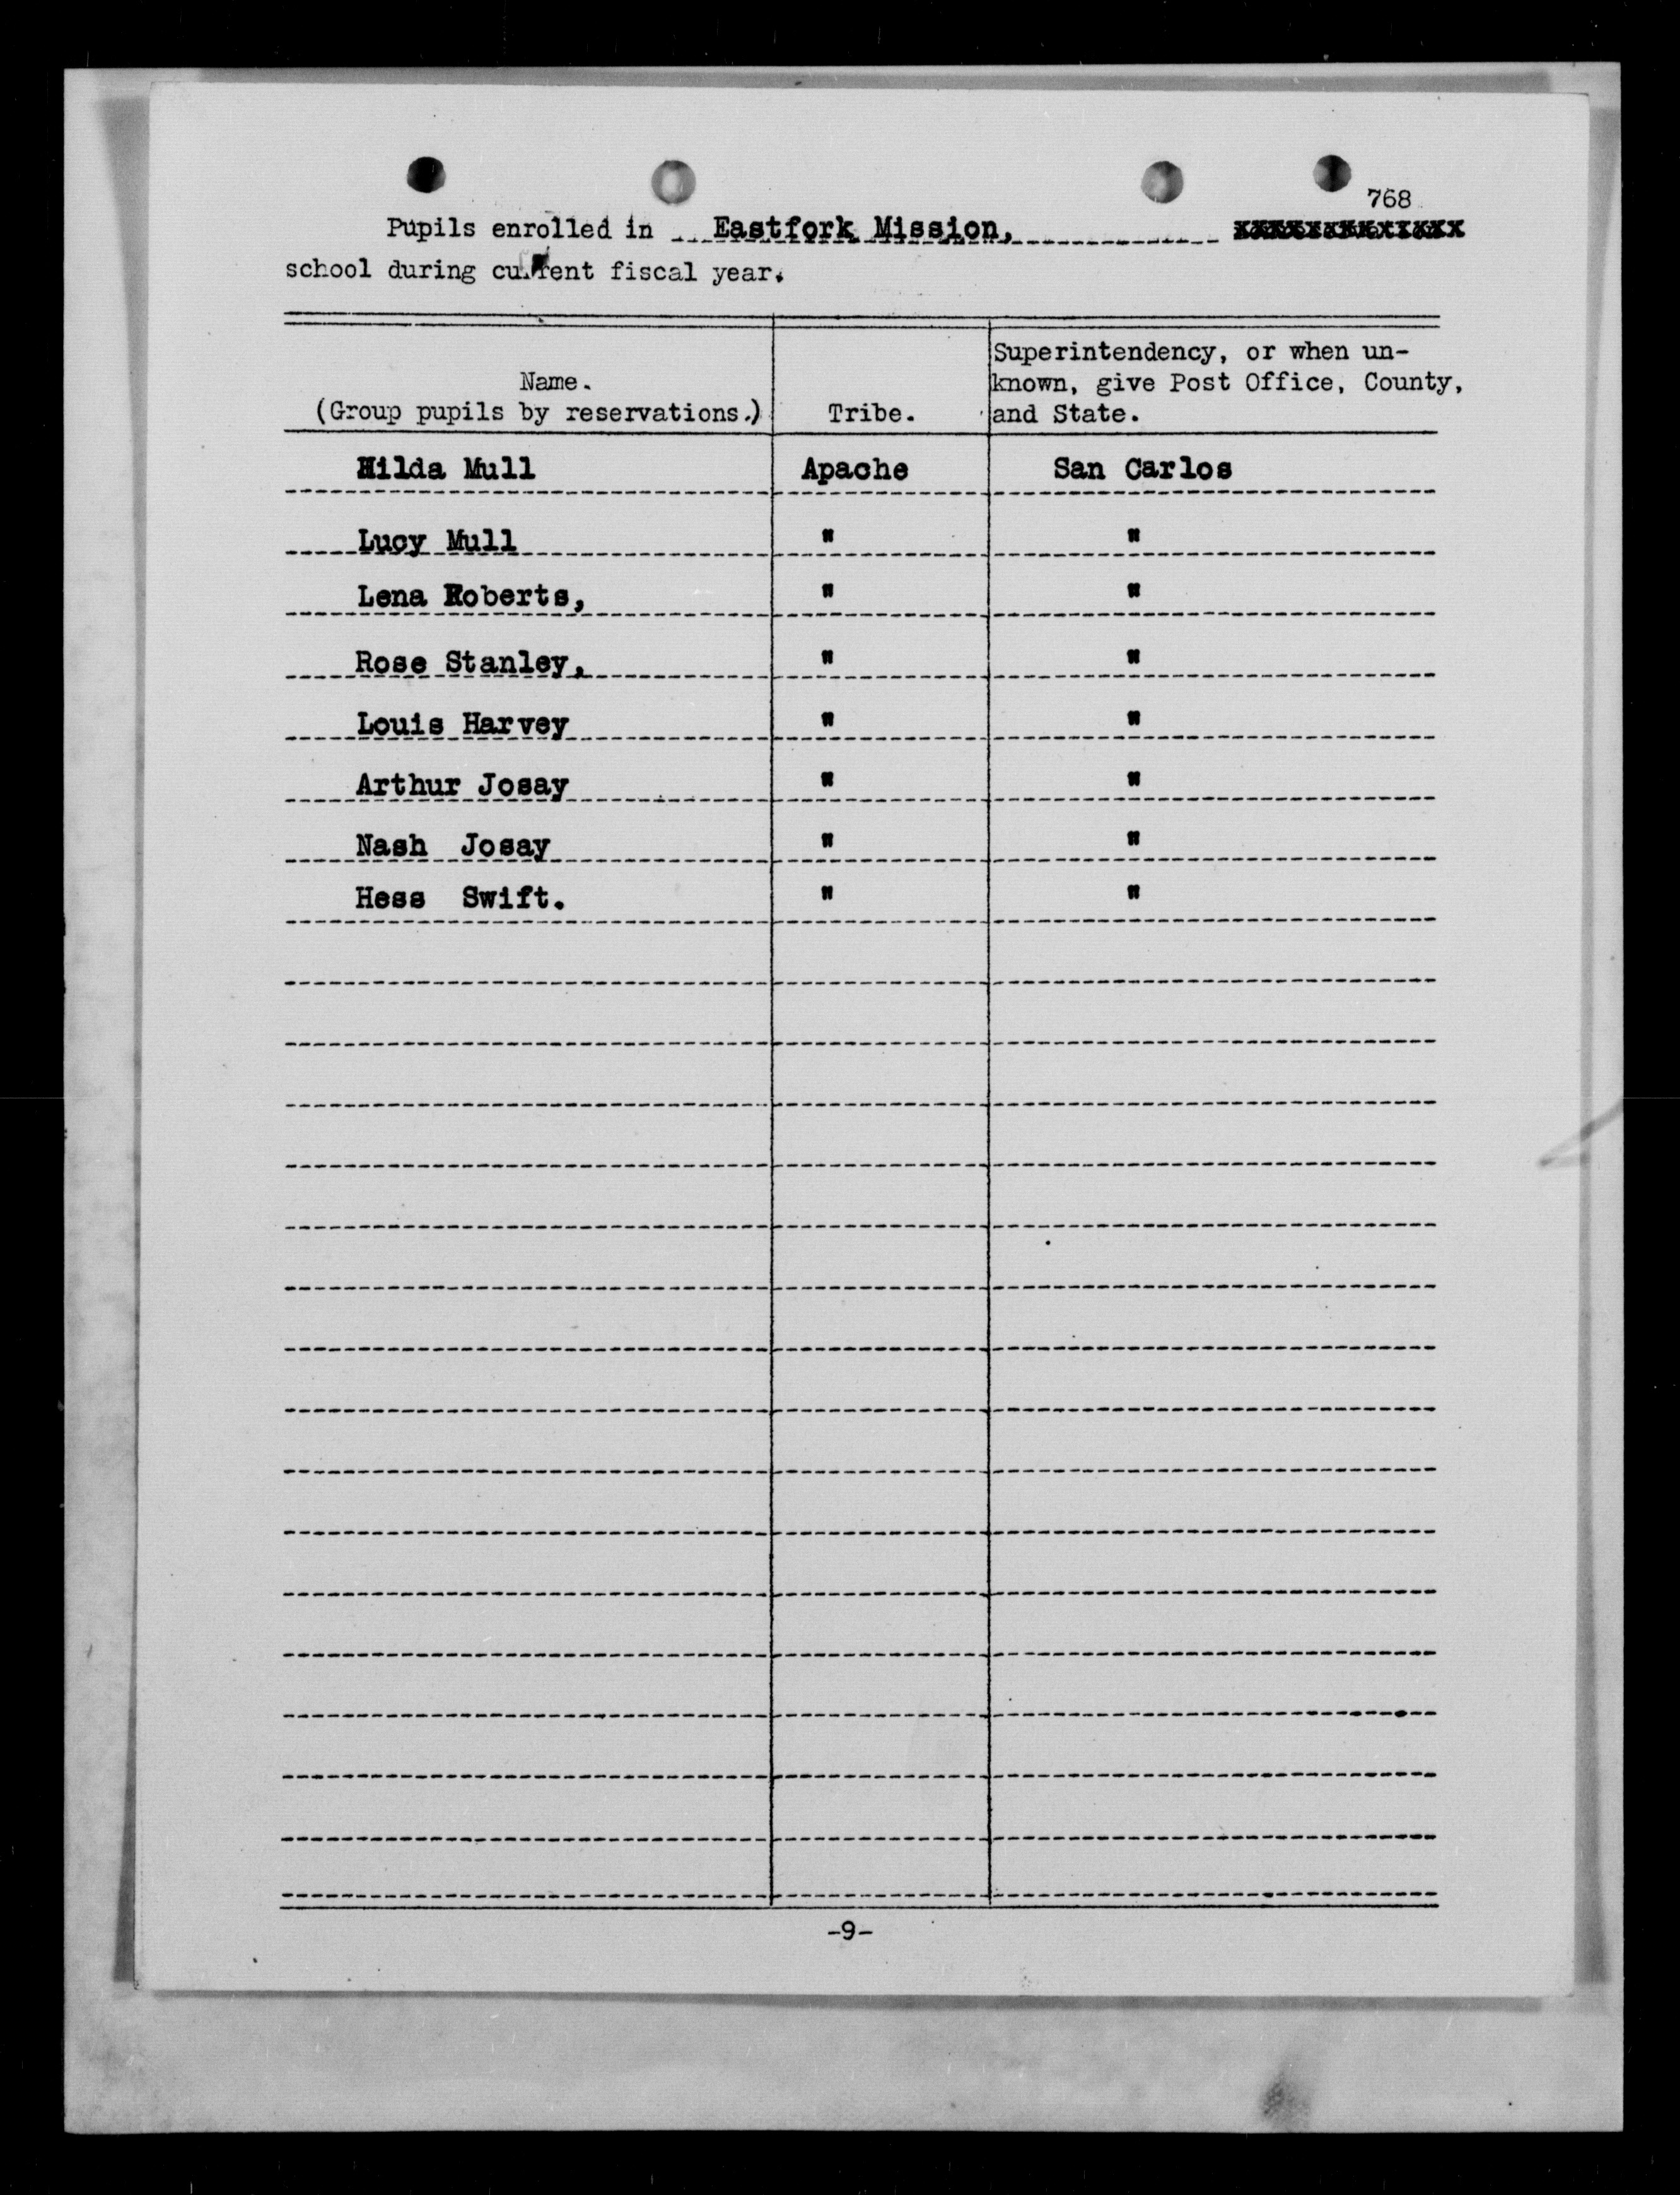 768
Pupils enrolled in Eastfork Mission,
school during current fiscal year.
Name.
(Group pupils by reservations.)
Tribe.
Superintendency, or when un-
known, give Post Office, County,
and State.
Hilda Mull Apache San Carlos
Lucy Mull " "
Lena Roberts, " "
Rose Stanley, " "
Louis Harvey " "
Arthur Josay " "
Nash Josay " "
Hess Swift. " "
-9-